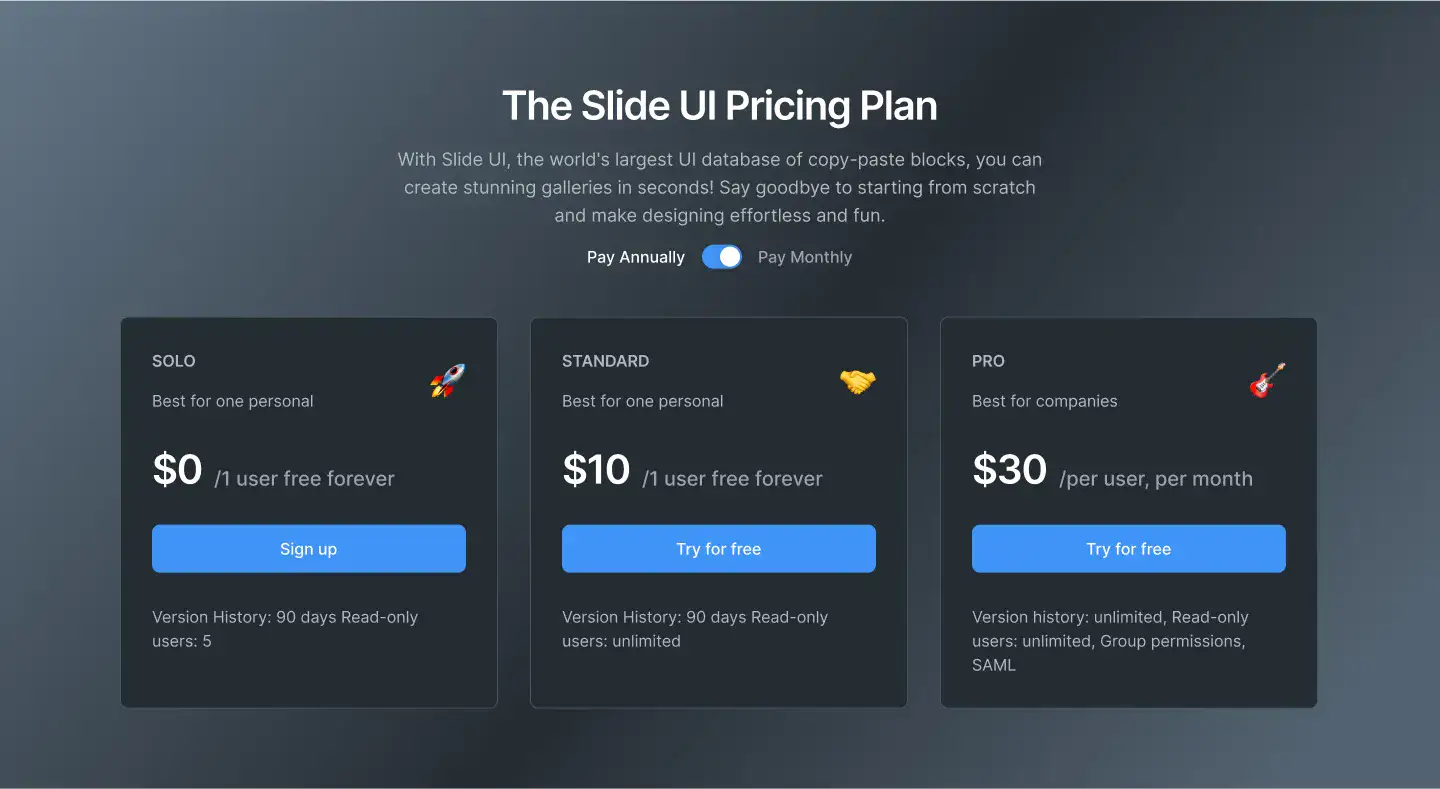 The Slide UI Pricing Plan
With Slide UI, the world's largest UI database of copy-paste blocks, you can
create stunning galleries in seconds! Say goodbye to starting from scratch
and make designing effortless and fun.
Pay Annually Pay Monthly
SOLO
Best for one personal
$0 /1 user free forever
Sign up
Version History: 90 days Read-only
users: 5
STANDARD
Best for one personal
$10 /1 user free forever
Try for free
Version History: 90 days Read-only
users: unlimited
PRO
Best for companies
$30 /per user, per month
Try for free
Version history: unlimited, Read-only
users: unlimited, Group permissions,
SAML